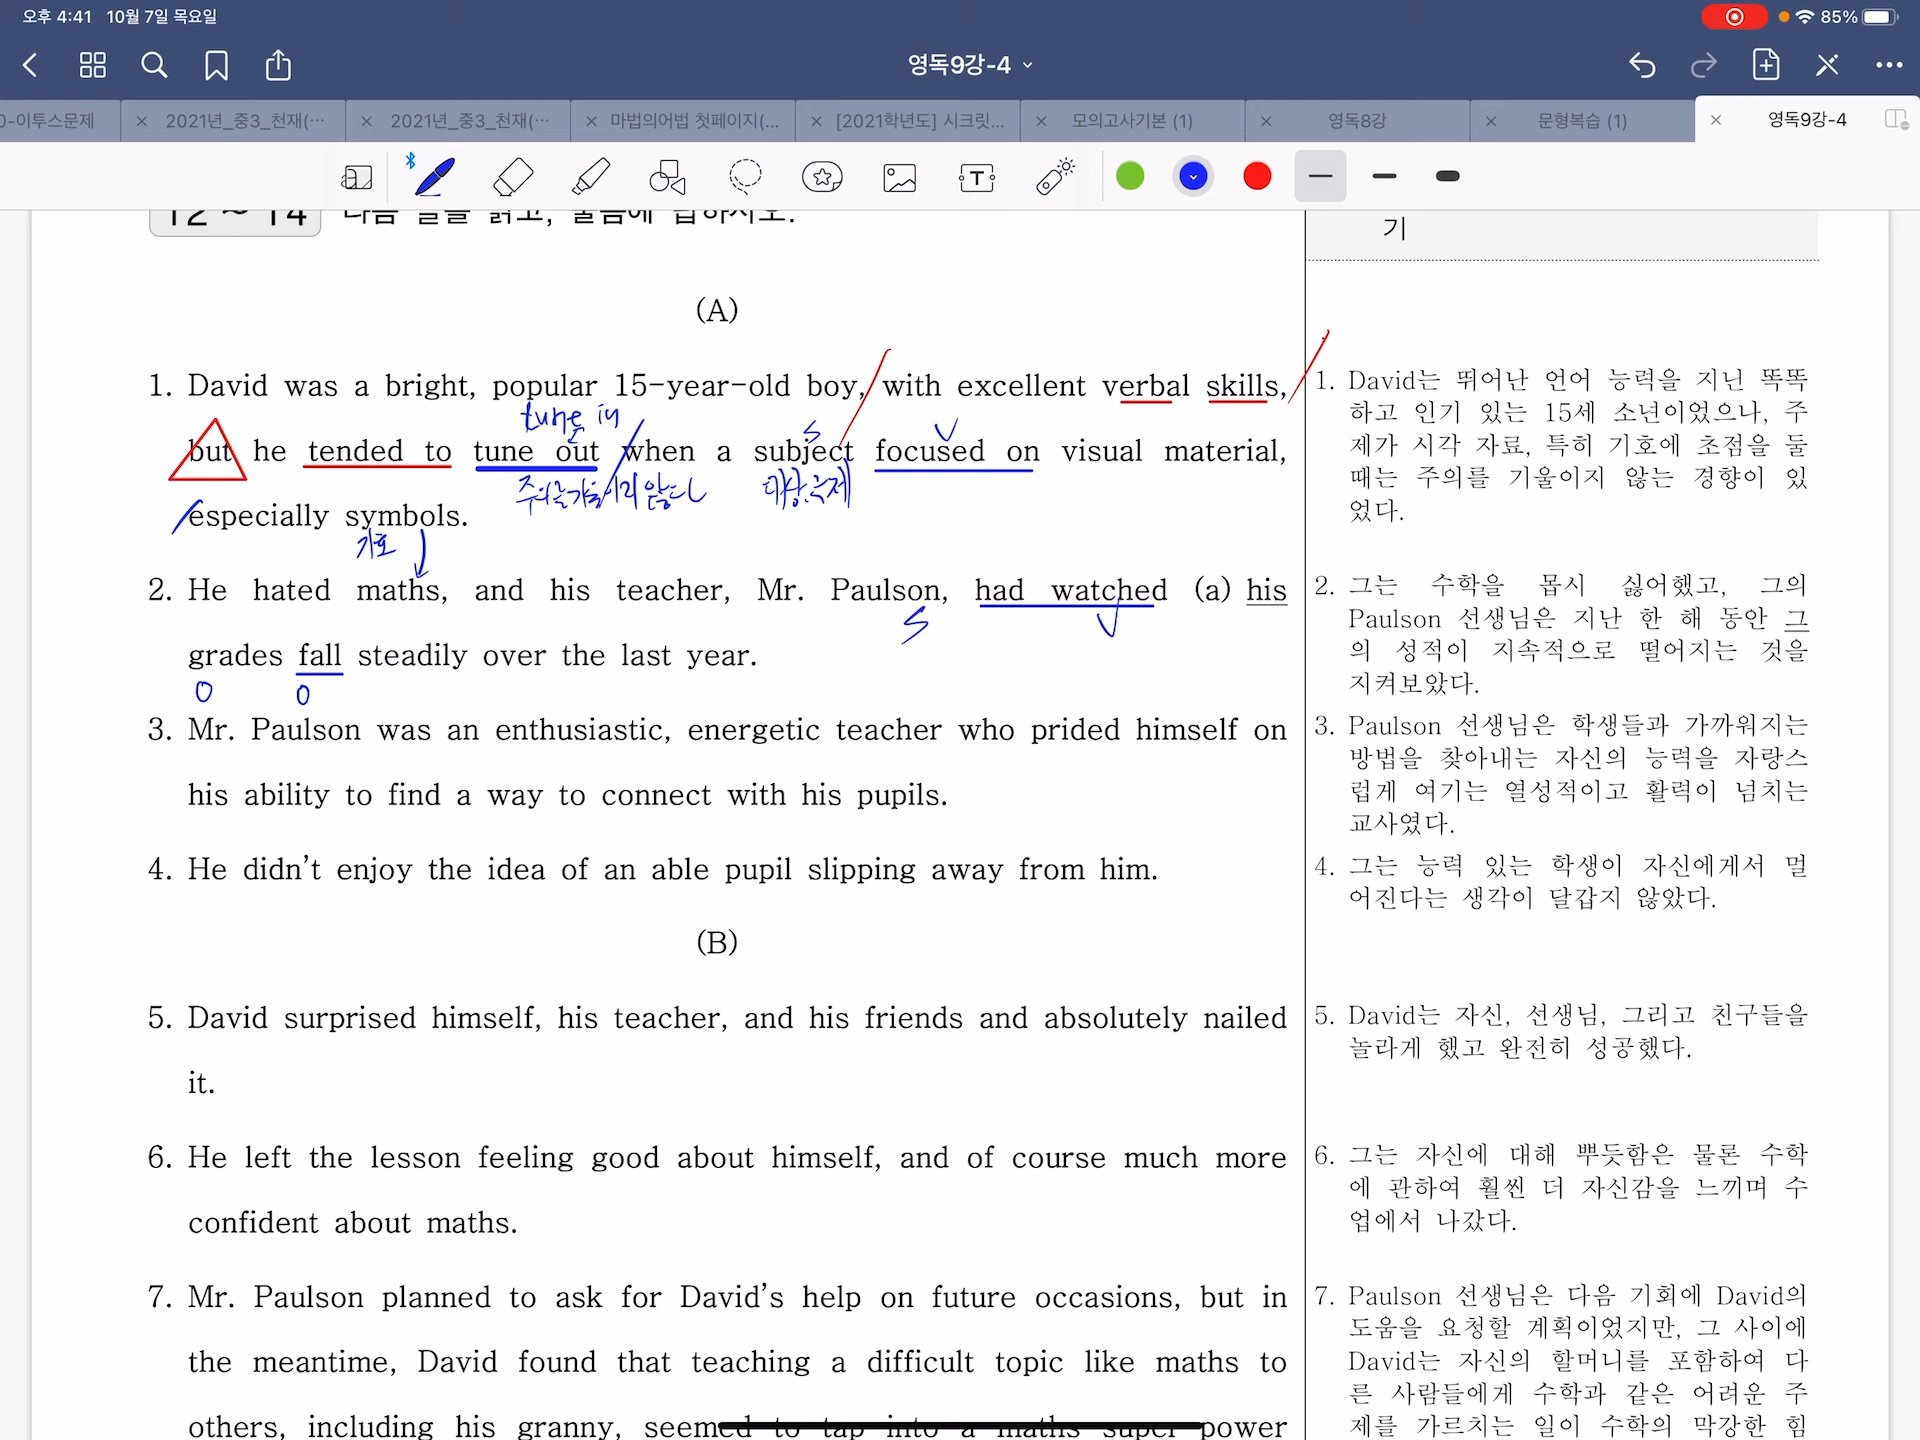 오후 4:41 10월 7일 목요일
85%
영독9강-4
0-이투스문제
2021년_중3_천재(…
2021년_중3_천재(…
마법의어법 첫페이지(...
[2021학년도] 시크릿...
모의고사기본 (1)
영독8강
문형복습 (1)
영독9강-4
12 ~ 14 다음 글을 읽고, 물음에 답하시오.
기
(A)
1. David was a bright, popular 15-year-old boy, with excellent verbal skills,
tune in
but he tended to tune out when a subject focused on visual material,
주의를 기울이지 않다
대상.주제
especially symbols.
기호
2. He hated maths, and his teacher, Mr. Paulson, had watched (a) his
S V
grades fall steadily over the last year.
O O
3. Mr. Paulson was an enthusiastic, energetic teacher who prided himself on
his ability to find a way to connect with his pupils.
4. He didn't enjoy the idea of an able pupil slipping away from him.
(B)
5. David surprised himself, his teacher, and his friends and absolutely nailed
it.
6. He left the lesson feeling good about himself, and of course much more
confident about maths.
7. Mr. Paulson planned to ask for David's help on future occasions, but in
the meantime, David found that teaching a difficult topic like maths to
others, including his granny, seemed to tap into a maths super power
1. David는 뛰어난 언어 능력을 지닌 똑똑
하고 인기 있는 15세 소년이었으나, 주
제가 시각 자료, 특히 기호에 초점을 둘
때는 주의를 기울이지 않는 경향이 있
었다.
2. 그는 수학을 몹시 싫어했고, 그의
Paulson 선생님은 지난 한 해 동안 그
의 성적이 지속적으로 떨어지는 것을
지켜보았다.
3. Paulson 선생님은 학생들과 가까워지는
방법을 찾아내는 자신의 능력을 자랑스
럽게 여기는 열성적이고 활력이 넘치는
교사였다.
4. 그는 능력 있는 학생이 자신에게서 멀
어진다는 생각이 달갑지 않았다.
5. David는 자신, 선생님, 그리고 친구들을
놀라게 했고 완전히 성공했다.
6. 그는 자신에 대해 뿌듯함은 물론 수학
에 관하여 훨씬 더 자신감을 느끼며 수
업에서 나갔다.
7. Paulson 선생님은 다음 기회에 David의
도움을 요청할 계획이었지만, 그 사이에
David는 자신의 할머니를 포함하여 다
른 사람들에게 수학과 같은 어려운 주
제를 가르치는 일이 수학의 막강한 힘